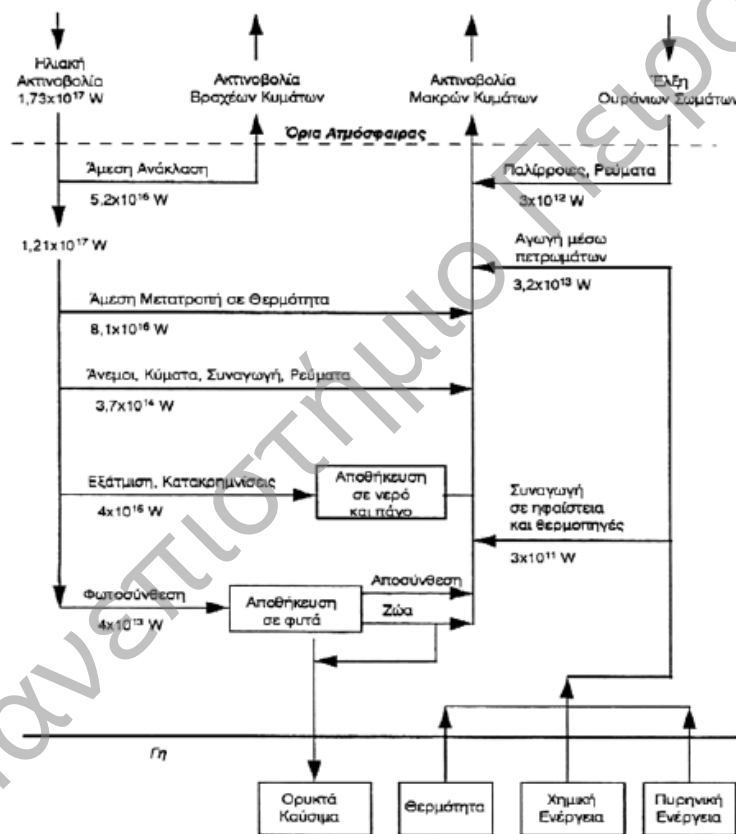 Ηλιακή
Ακτινοβολία
1,73x10¹⁷ W
Ακτινοβολία
Βραχέων Κυμάτων
Ακτινοβολία
Μακρών Κυμάτων
Έλξη
Ουράνιων Σωμάτων
Όρια Ατμόσφαιρας
Άμεση Ανάκλαση
5,2x10¹⁶ W
Παλίρροιες, Ρεύματα
3x10¹² W
1,21x10¹⁷ W
Αγωγή μέσω
πετρωμάτων
3,2x10¹³ W
Άμεση Μετατροπή σε Θερμότητα
8,1x10¹⁶ W
Άνεμοι, Κύματα, Συναγωγή, Ρεύματα
3,7x10¹⁴ W
Εξάτμιση, Κατακρημνίσεις
4x10¹⁶ W
Αποθήκευση
σε νερό
και πάγο
Συναγωγή
σε ηφαίστεια
και θερμοπηγές
3x10¹¹ W
Φωτοσύνθεση
4x10¹³ W
Αποθήκευση
σε φυτά
Αποσύνθεση
Ζώα
Γη
Ορυκτά
Καύσιμα
Θερμότητα
Χημική
Ενέργεια
Πυρηνική
Ενέργεια